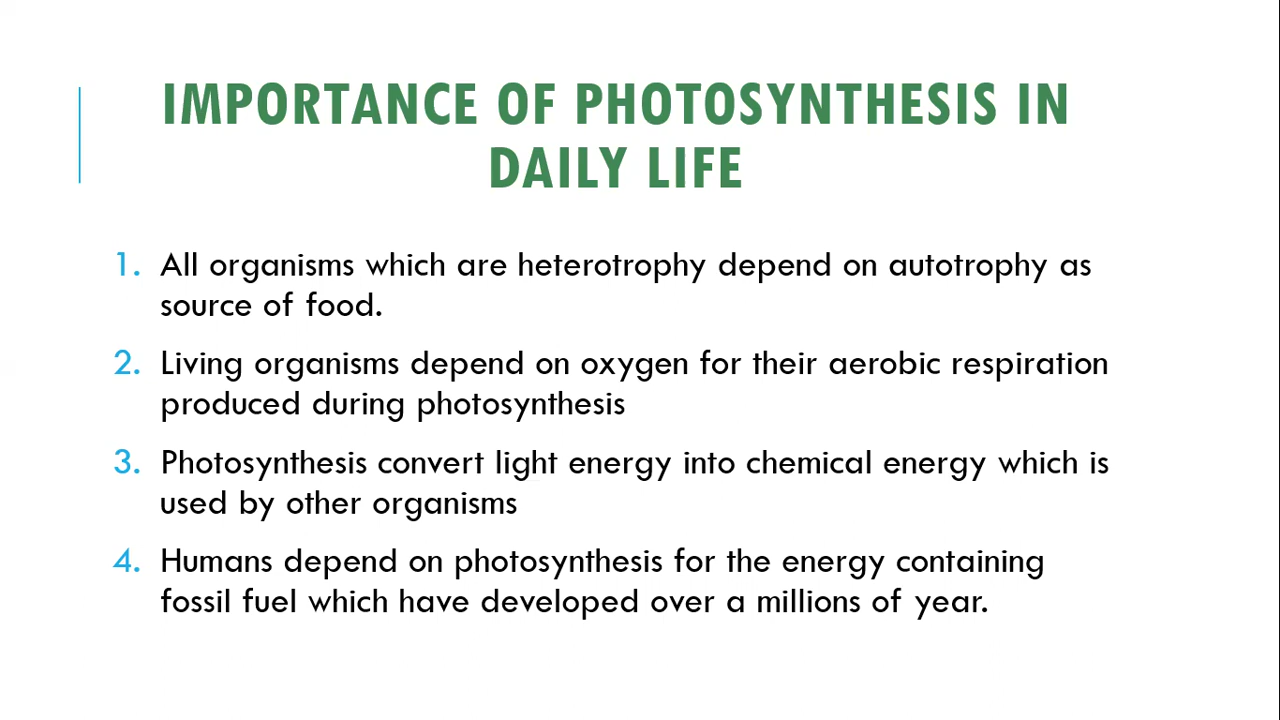 IMPORTANCE OF PHOTOSYNTHESIS IN
DAILY LIFE
1. All organisms which are heterotrophy depend on autotrophy as
source of food.
2. Living organisms depend on oxygen for their aerobic respiration
produced during photosynthesis
3. Photosynthesis convert light energy into chemical energy which is
used by other organisms
4. Humans depend on photosynthesis for the energy containing
fossil fuel which have developed over a millions of year.